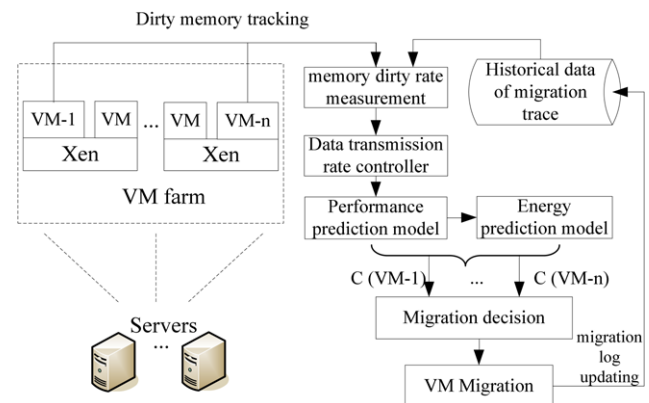 Dirty memory tracking
VM-1
VM
...
VM
VM-n
Xen
Xen
VM farm
Servers
...
memory dirty rate
measurement
Historical data
of migration
trace
Data transmission
rate controller
Performance
prediction model
Energy
prediction model
C (VM-1)
...
C (VM-n)
Migration decision
VM Migration
migration
log
updating